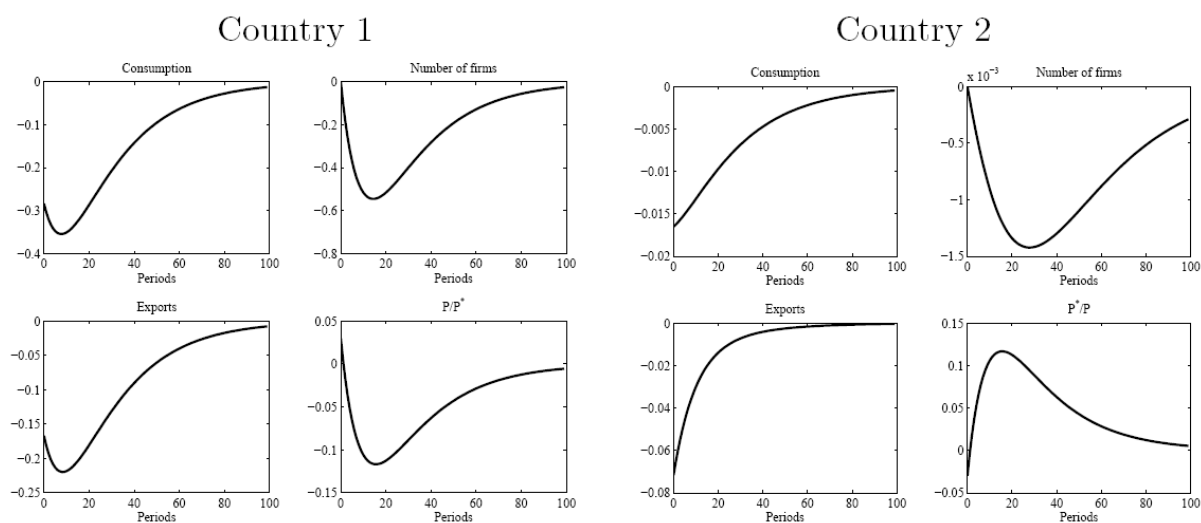 Country 1
Country 2
Consumption
0
−0.1
−0.2
−0.3
−0.4
0 20 40 60 80 100
Periods
Number of firms
0
−0.2
−0.4
−0.6
−0.8
0 20 40 60 80 100
Periods
Exports
0
−0.05
−0.1
−0.15
−0.2
−0.25
0 20 40 60 80 100
Periods
P/P*
0.05
0
−0.05
−0.1
−0.15
0 20 40 60 80 100
Periods
Consumption
0
−0.005
−0.01
−0.015
−0.02
0 20 40 60 80 100
Periods
x 10⁻³ Number of firms
0
−0.5
−1
−1.5
0 20 40 60 80 100
Periods
Exports
0
−0.02
−0.04
−0.06
−0.08
0 20 40 60 80 100
Periods
P*/P
0.15
0.1
0.05
0
−0.05
0 20 40 60 80 100
Periods